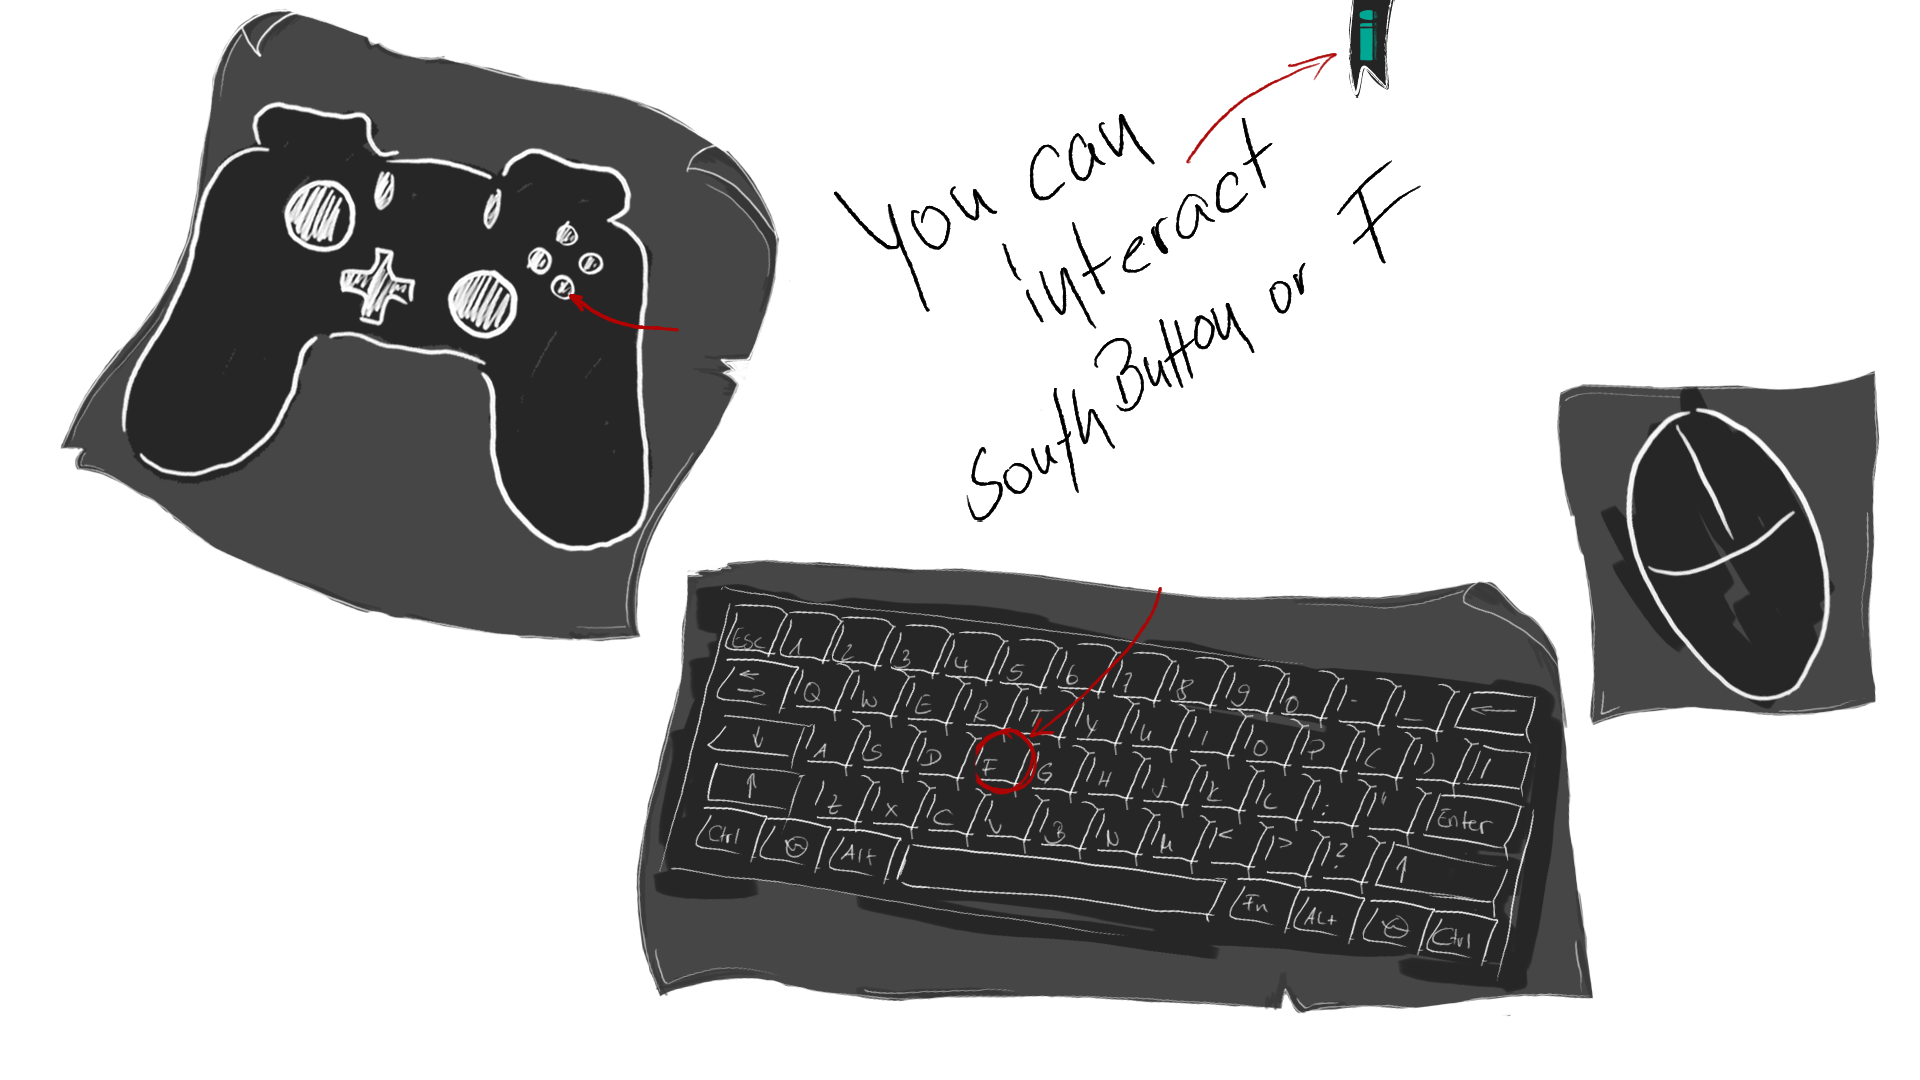 You can
interact
South Button or F
ESC 1 2 3 4 5 6 7 8 9 0 - _ ←
Q W E R T Y U I O P ( ) \ |
↓ A S D F G H J K L : "
Enter
↑ Z X C V B N M < > ? ↑
Ctrl Alt Fn Alt Ctrl